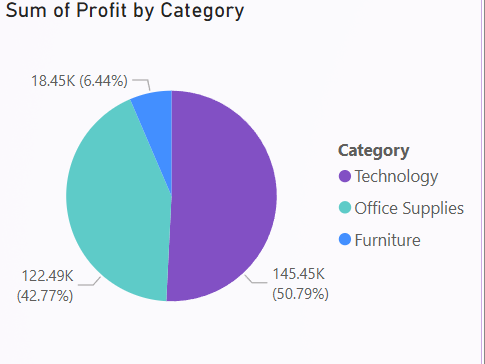 Sum of Profit by Category
18.45K (6.44%)
Category
Technology
Office Supplies
Furniture
122.49K
(42.77%)
145.45K
(50.79%)